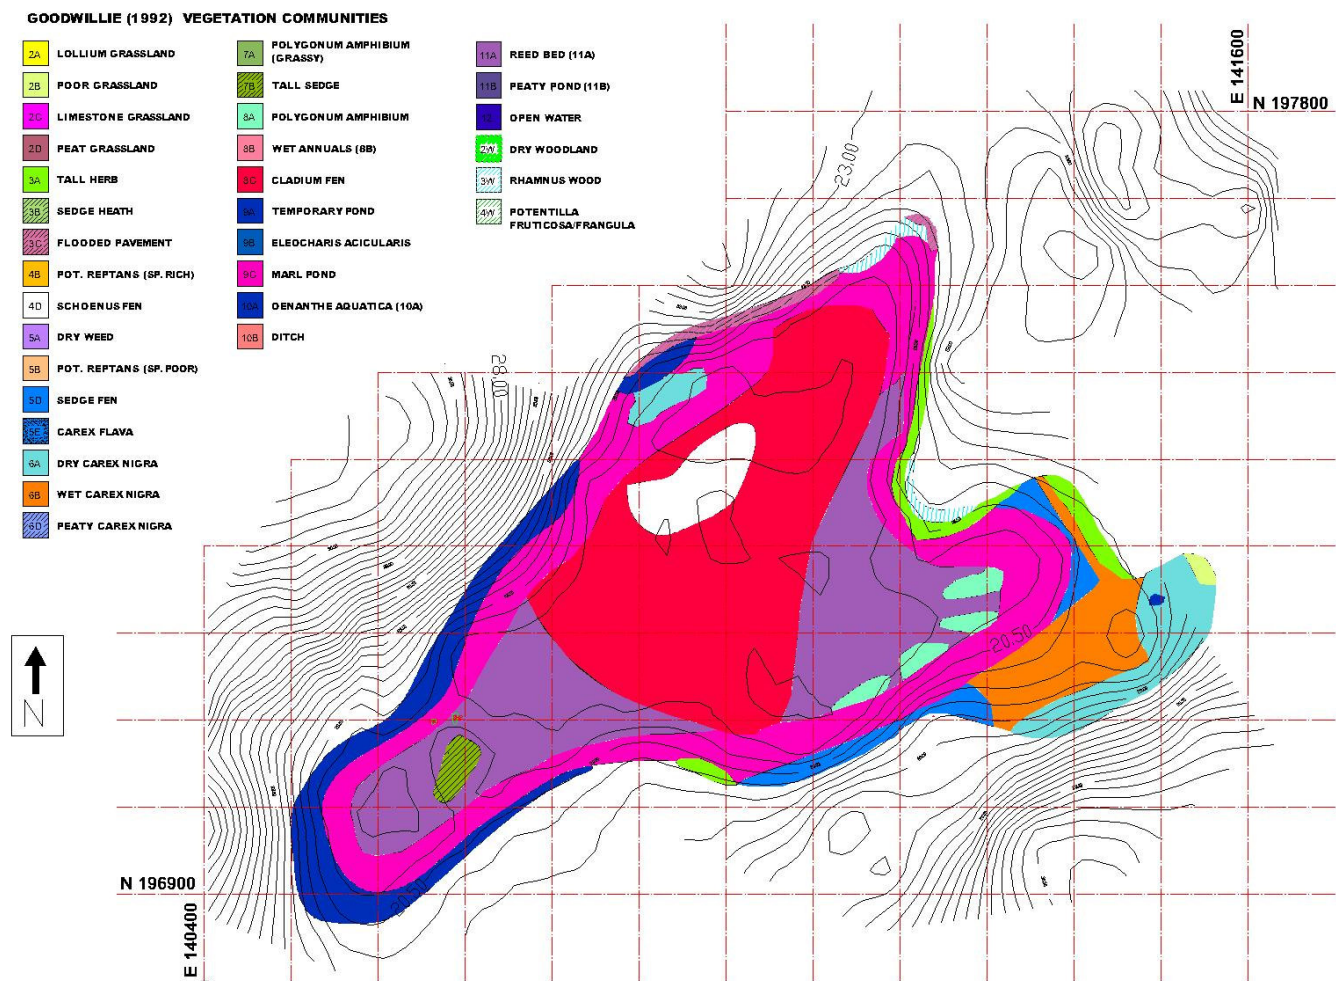 GOODWILLIE (1992) VEGETATION COMMUNITIES
2A LOLLIUM GRASSLAND
2B POOR GRASSLAND
2C LIMESTONE GRASSLAND
2D PEAT GRASSLAND
3A TALL HERB
3B SEDGE HEATH
3C FLOODED PAVEMENT
4B POT. REPTANS (SP. RICH)
4D SCHOENUS FEN
5A DRY WEED
5B POT. REPTANS (SP. POOR)
5D SEDGE FEN
5E CAREX FLAVA
6A DRY CAREX NIGRA
6B WET CAREX NIGRA
6D PEATY CAREX NIGRA
7A POLYGONUM AMPHIBIUM
(GRASSY)
7B TALL SEDGE
8A POLYGONUM AMPHIBIUM
8B WET ANNUALS (8B)
8C CLADIUM FEN
9A TEMPORARY POND
9B ELEOCHARIS ACICULARIS
9C MARL POND
10A OENANTHE AQUATICA (10A)
10B DITCH
11A REED BED (11A)
11B PEATY POND (11B)
12 OPEN WATER
2W DRY WOODLAND
3W RHAMNUS WOOD
4W POTENTILLA
FRUTICOSA/FRANGULA
E 141600
N 197800
23.00
28.00
20.50
20.50
N
N 196900
E 140400